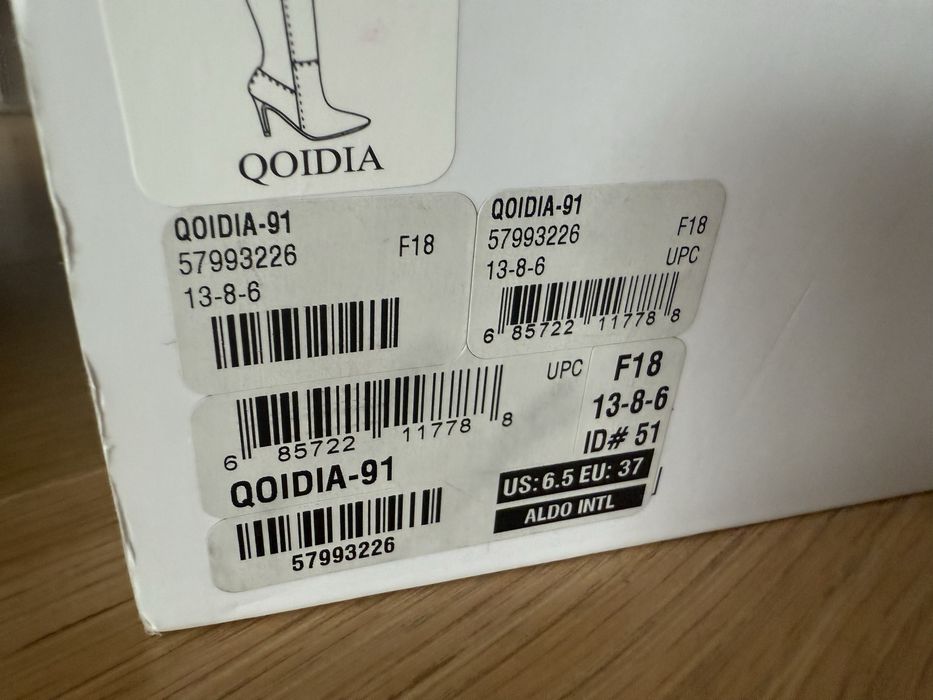 QOIDIA
QOIDIA-91
57993226
F18
13-8-6
QOIDIA-91
57993226
F18
13-8-6
UPC
6 85722 11778 8
UPC
F18
13-8-6
ID# 51
6 85722 11778 8
QOIDIA-91
US: 6.5 EU: 37
ALDO INTL
57993226